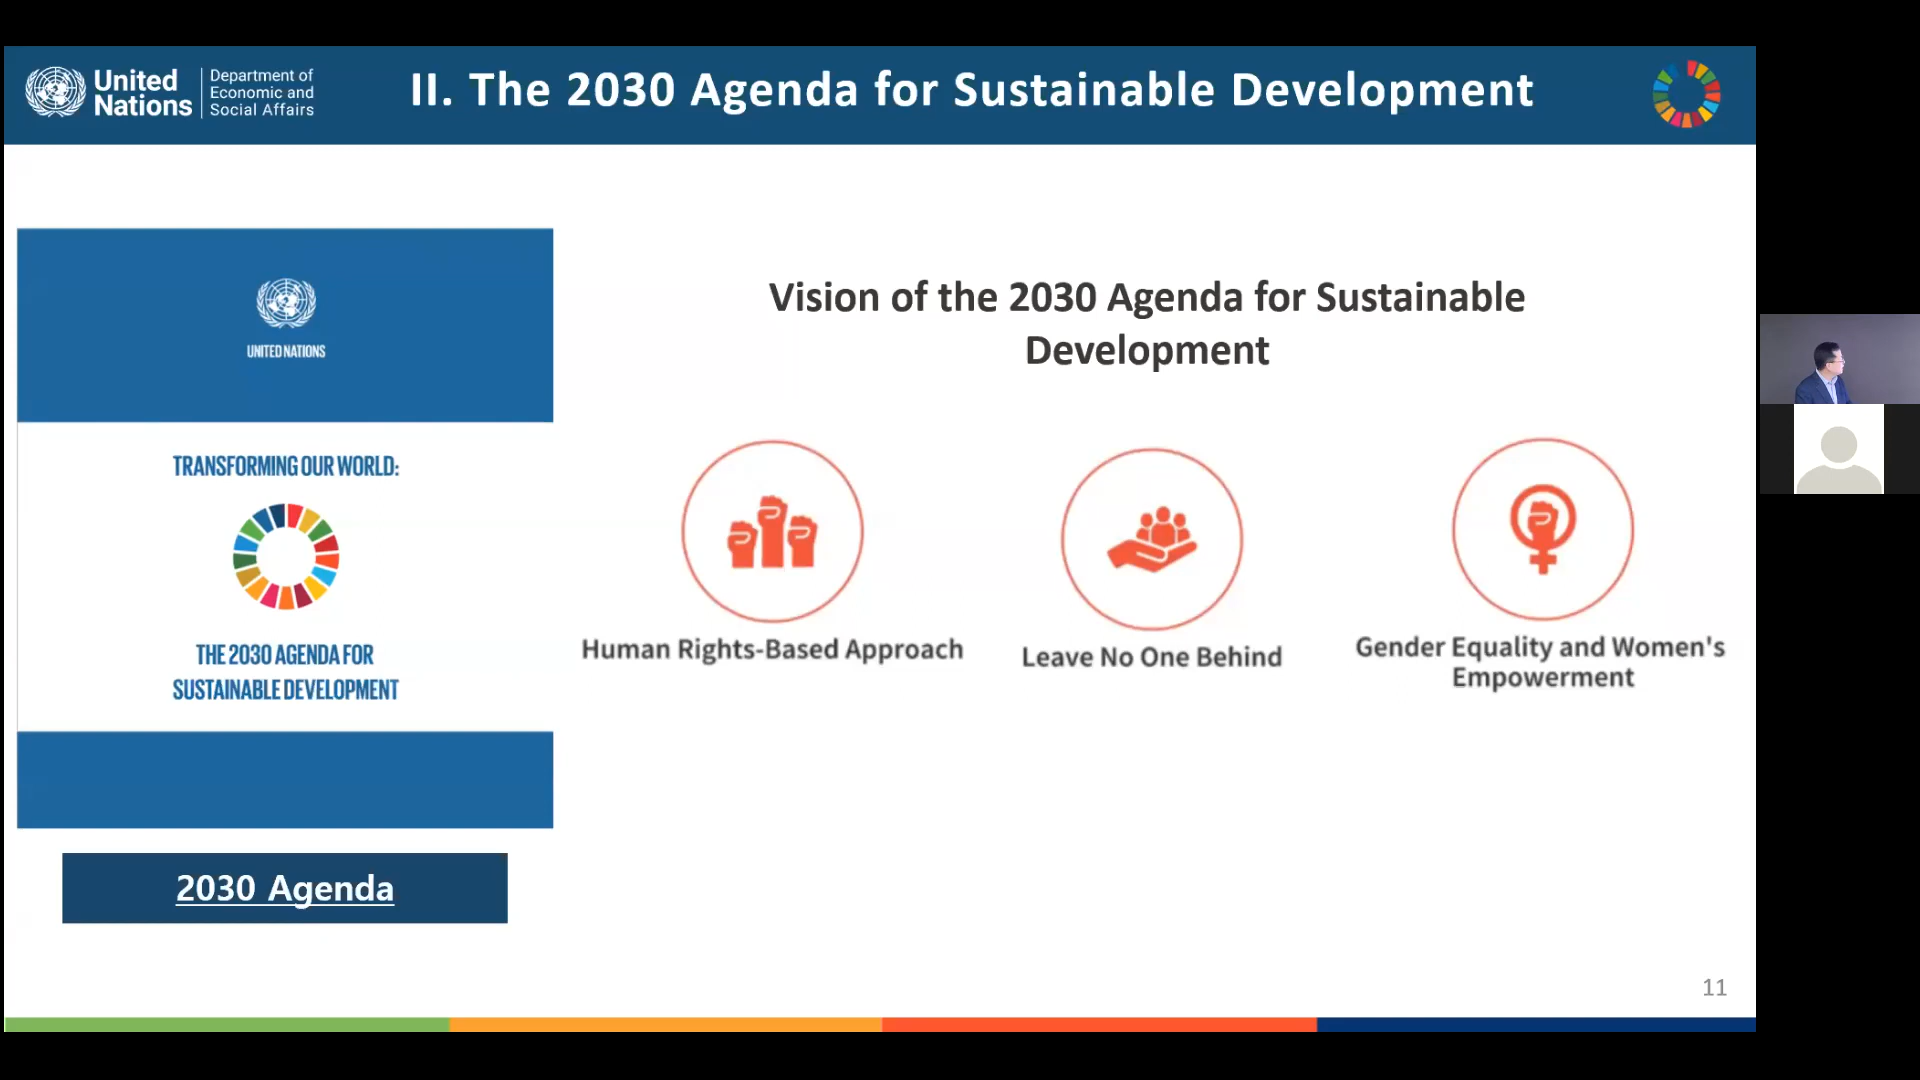 United
Nations
Department of
Economic and
Social Affairs
II. The 2030 Agenda for Sustainable Development
UNITED NATIONS
TRANSFORMING OUR WORLD:
THE 2030 AGENDA FOR
SUSTAINABLE DEVELOPMENT
2030 Agenda
Vision of the 2030 Agenda for Sustainable
Development
Human Rights-Based Approach
Leave No One Behind
Gender Equality and Women's
Empowerment
11